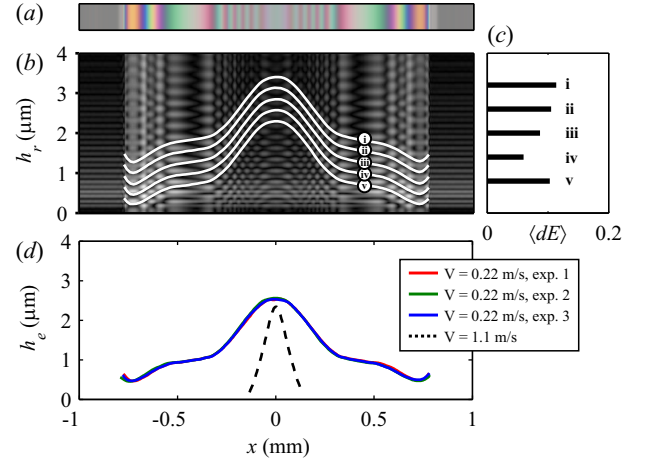 (a)
(b)
(c)
4
3
2
1
0
h_r (μm)
i
ii
iii
iv
v
i
ii
iii
iv
v
0
⟨dE⟩
0.2
(d)
4
3
2
1
0
h_e (μm)
V = 0.22 m/s, exp. 1
V = 0.22 m/s, exp. 2
V = 0.22 m/s, exp. 3
V = 1.1 m/s
-1
-0.5
0
0.5
1
x (mm)